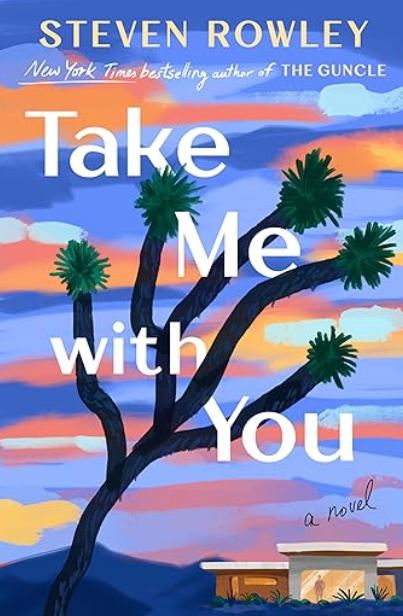 STEVEN ROWLEY
New York Times bestselling author of THE GUNCLE
Take
Me
with
You
a novel